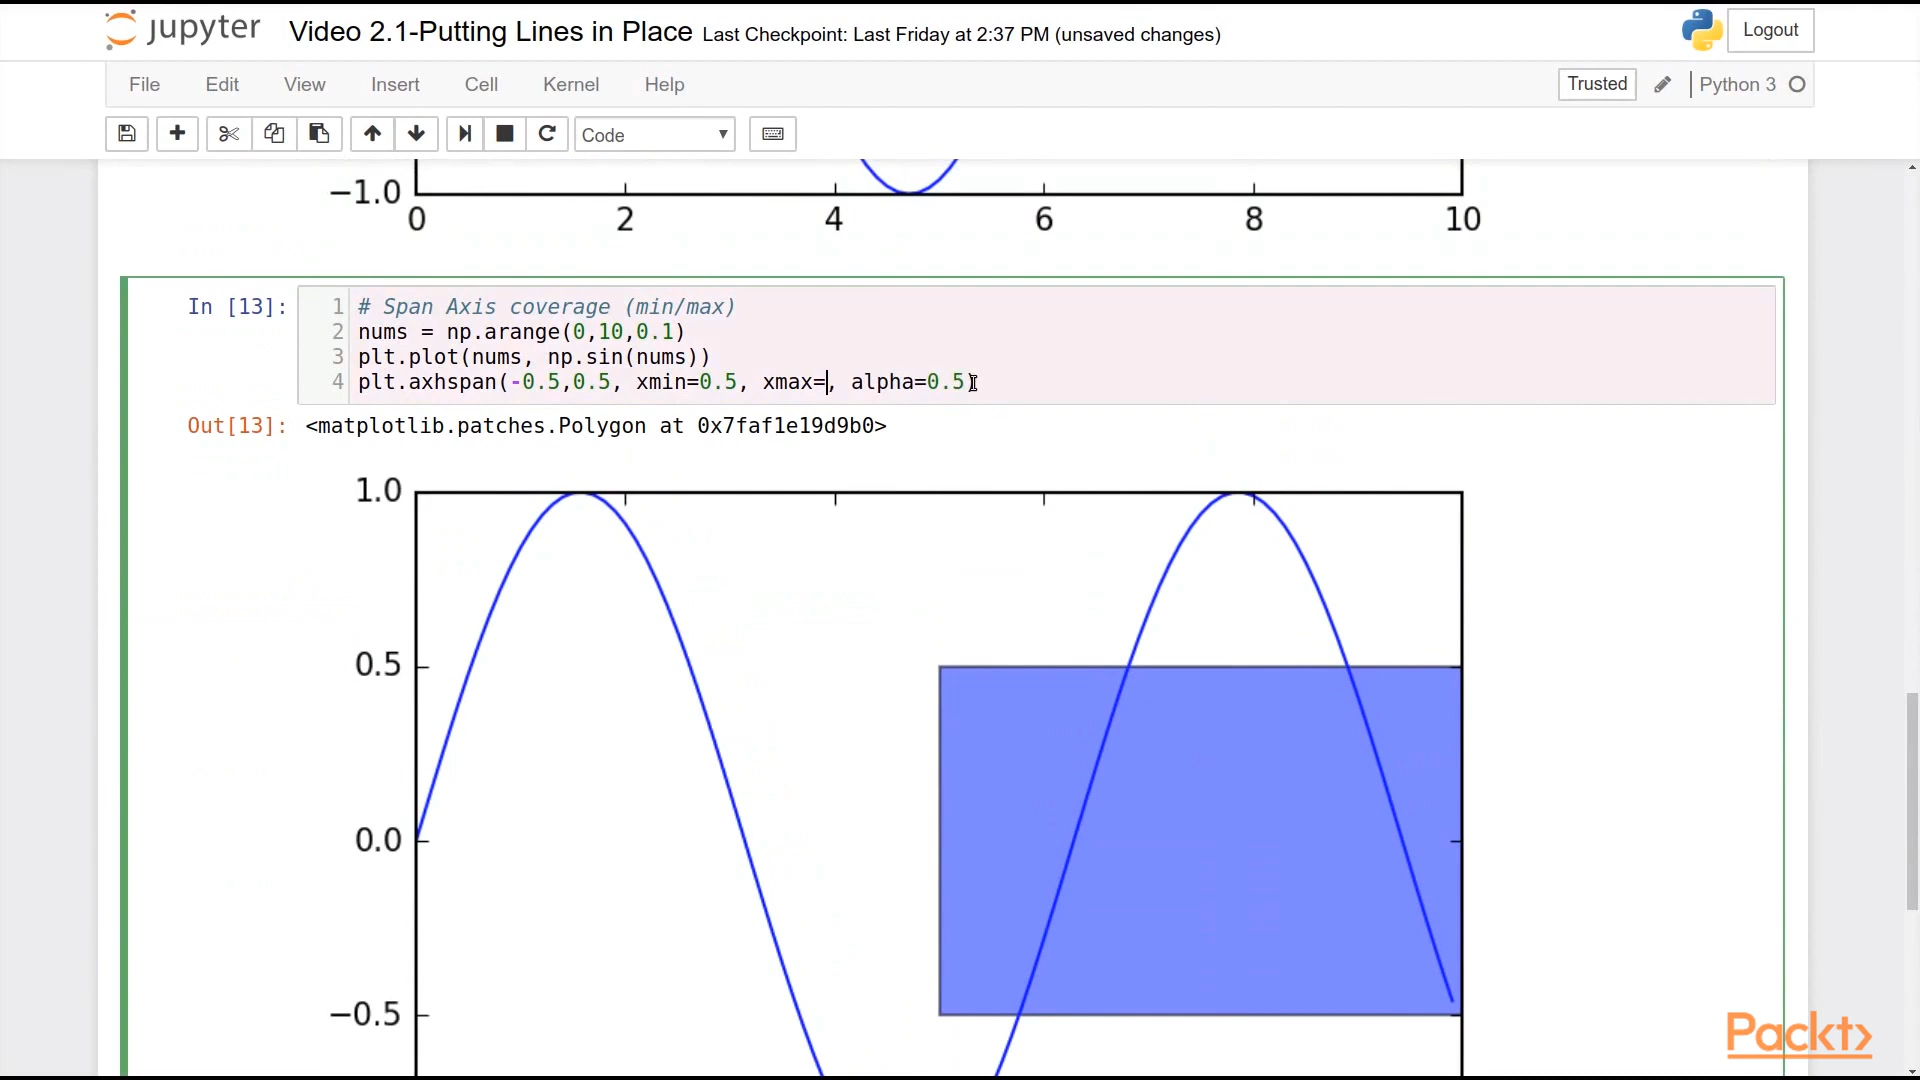 jupyter Video 2.1-Putting Lines in Place Last Checkpoint: Last Friday at 2:37 PM (unsaved changes) Logout
File Edit View Insert Cell Kernel Help Trusted Python 3
Code
−1.0
0 2 4 6 8 10
In [13]: 1 # Span Axis coverage (min/max)
2 nums = np.arange(0,10,0.1)
3 plt.plot(nums, np.sin(nums))
4 plt.axhspan(-0.5,0.5, xmin=0.5, xmax=, alpha=0.5)
Out[13]: <matplotlib.patches.Polygon at 0x7faf1e19d9b0>
1.0
0.5
0.0
−0.5
Packt>